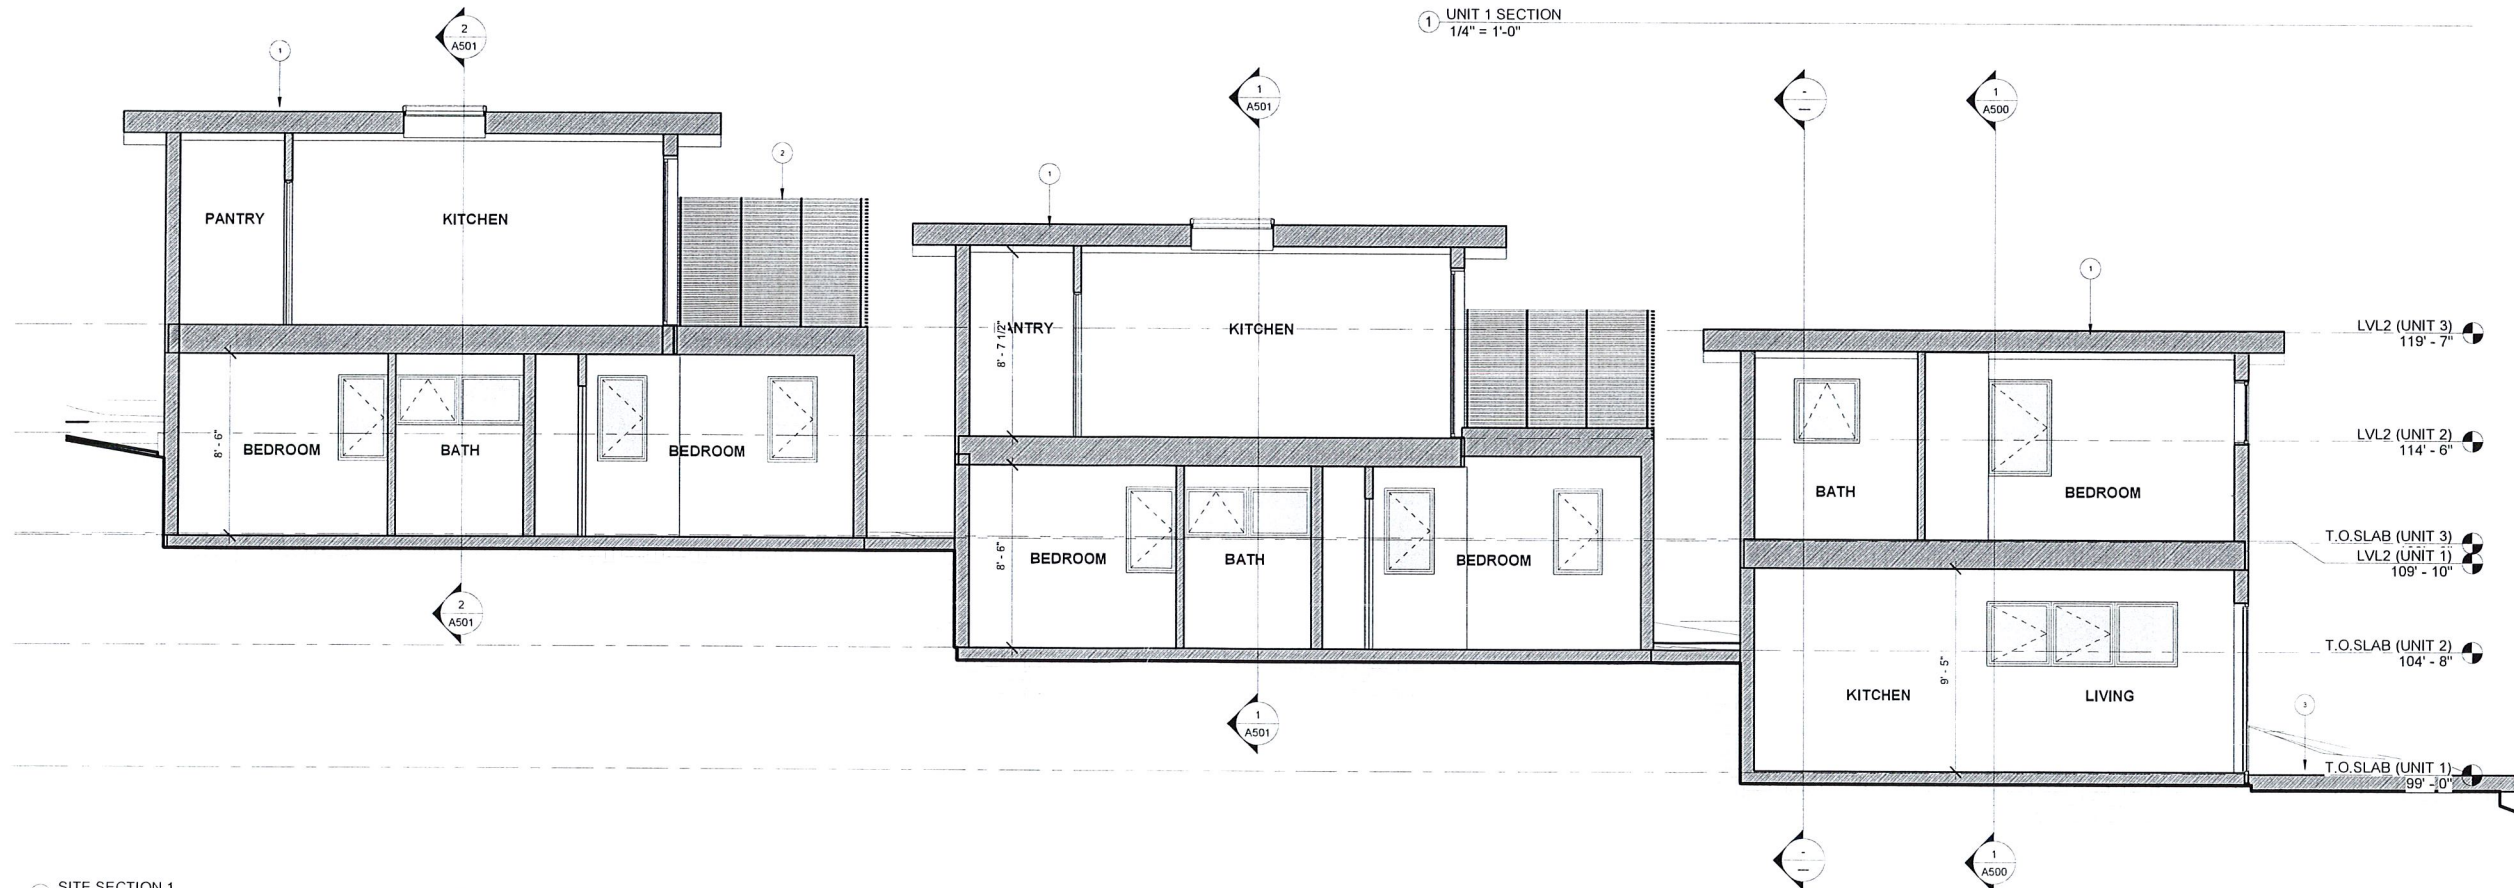 1
UNIT 1 SECTION
1/4" = 1'-0"
2
A501
1
1
A501
-
--
1
A500
2
1
1
PANTRY
KITCHEN
ANTRY
8' - 7 1/2"
KITCHEN
LVL2 (UNIT 3)
119' - 7"
LVL2 (UNIT 2)
114' - 6"
8' - 6"
BEDROOM
BATH
BEDROOM
BATH
BEDROOM
T.O.SLAB (UNIT 3)
LVL2 (UNIT 1)
109' - 10"
8' - 6"
BEDROOM
BATH
BEDROOM
2
A501
T.O.SLAB (UNIT 2)
104' - 8"
9' - 5"
KITCHEN
LIVING
3
1
A501
T.O.SLAB (UNIT 1)
99' - 0"
-
--
1
A500
SITE SECTION 1